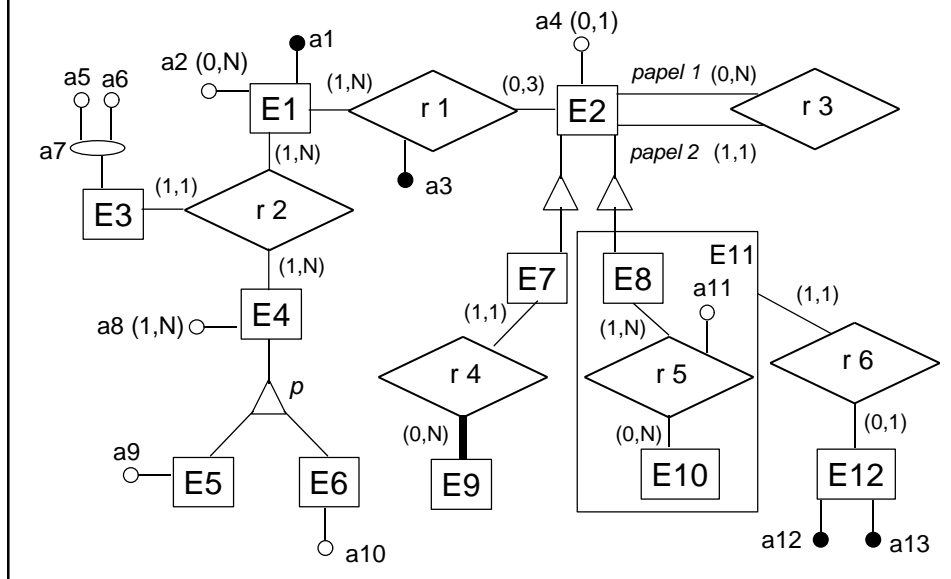 a1
a2 (0,N)
a4 (0,1)
a5 a6
(1,N)
(0,3)
papel 1 (0,N)
E1
r 1
E2
r 3
a7
papel 2 (1,1)
(1,N)
a3
(1,1)
E3
r 2
E11
(1,N)
E7
E8
a11
(1,1)
a8 (1,N)
E4
(1,1)
(1,N)
r 4
r 5
r 6
p
(0,N)
(0,N)
(0,1)
a9
E5
E6
E9
E10
E12
a10
a12
a13